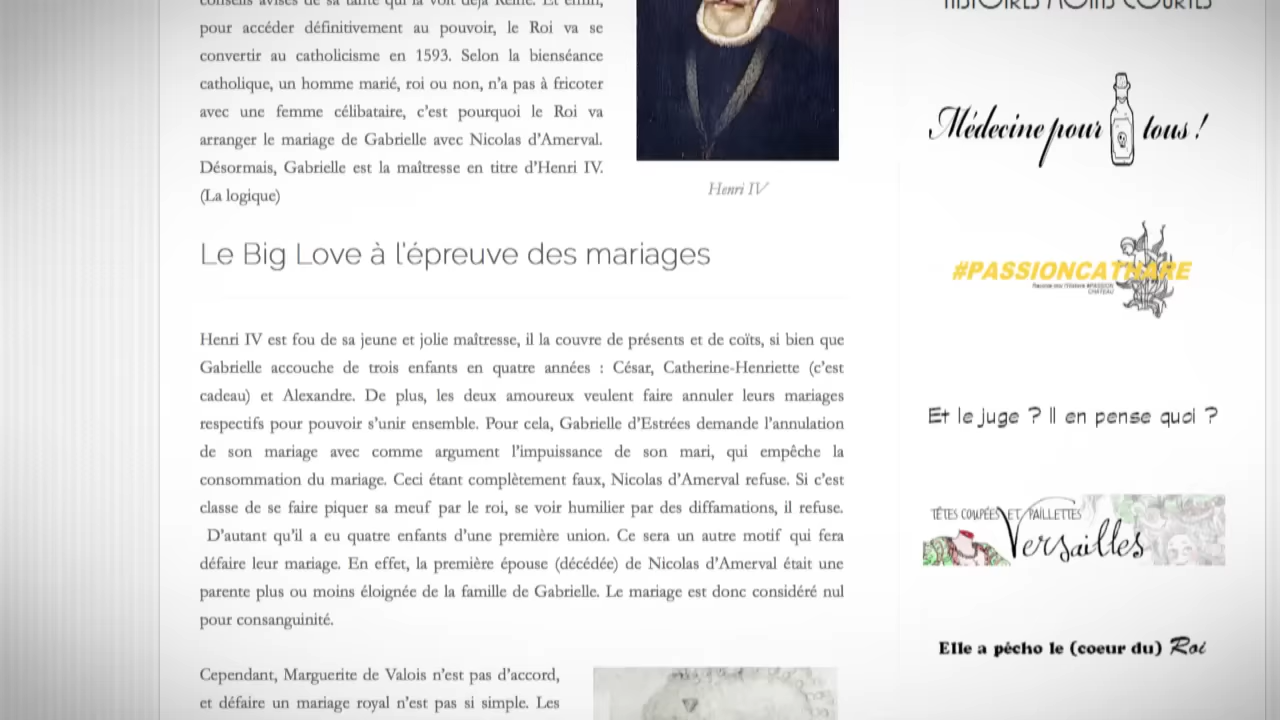 conseils avisés de sa tante qui la voit déjà Reine. Et enfin,
pour accéder définitivement au pouvoir, le Roi va se
convertir au catholicisme en 1593. Selon la bienséance
catholique, un homme marié, roi ou non, n'a pas à fricoter
avec une femme célibataire, c'est pourquoi le Roi va
arranger le mariage de Gabrielle avec Nicolas d'Amerval.
Désormais, Gabrielle est la maîtresse en titre d'Henri IV.
(La logique)
Henri IV
Le Big Love à l'épreuve des mariages
Henri IV est fou de sa jeune et jolie maîtresse, il la couvre de présents et de coïts, si bien que
Gabrielle accouche de trois enfants en quatre années : César, Catherine-Henriette (c'est
cadeau) et Alexandre. De plus, les deux amoureux veulent faire annuler leurs mariages
respectifs pour pouvoir s'unir ensemble. Pour cela, Gabrielle d'Estrées demande l'annulation
de son mariage avec comme argument l'impuissance de son mari, qui empêche la
consommation du mariage. Ceci étant complètement faux, Nicolas d'Amerval refuse. Si c'est
classe de se faire piquer sa meuf par le roi, se voir humilier par des diffamations, il refuse.
D'autant qu'il a eu quatre enfants d'une première union. Ce sera un autre motif qui fera
défaire leur mariage. En effet, la première épouse (décédée) de Nicolas d'Amerval était une
parente plus ou moins éloignée de la famille de Gabrielle. Le mariage est donc considéré nul
pour consanguinité.
Cependant, Marguerite de Valois n'est pas d'accord,
et défaire un mariage royal n'est pas si simple. Les
HISTOIRES MOINS COURTES
Médecine pour tous !
#PASSIONCATHARE
CHATEAU
Et le juge ? Il en pense quoi ?
TÊTES COUPÉES ET PAILLETTES
Versailles
Elle a pécho le (coeur du) Roi